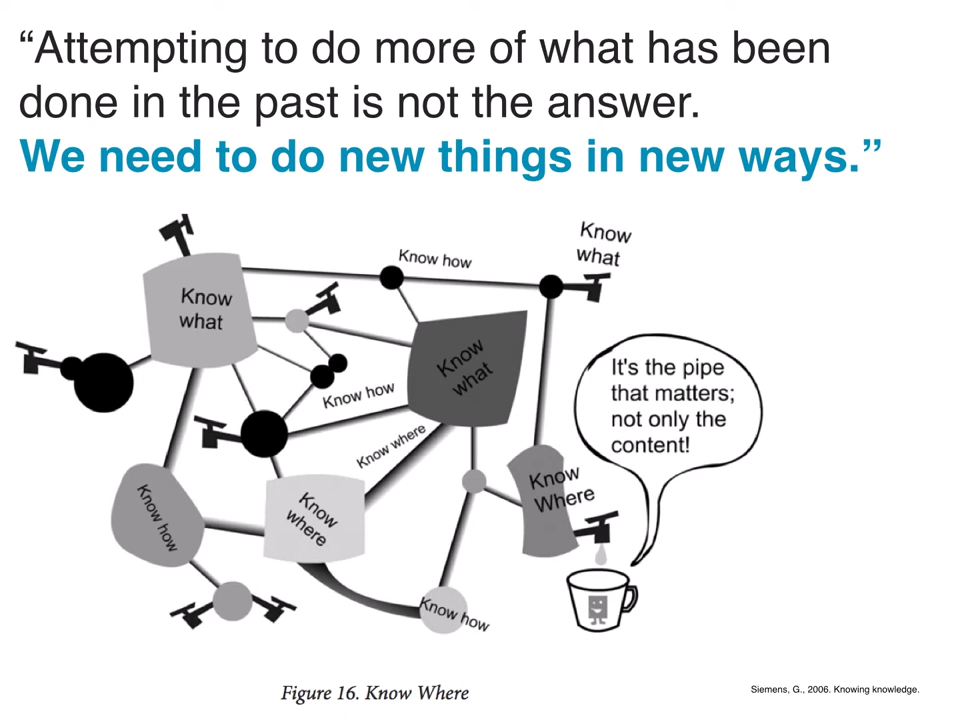 “Attempting to do more of what has been
done in the past is not the answer.
We need to do new things in new ways.”
Know
what
Know how
Know
what
Know
what
Know how
Know where
It's the pipe
that matters;
not only the
content!
Know how
Know
where
Know
Where
Know how
Figure 16. Know Where
Siemens, G., 2006. Knowing knowledge.